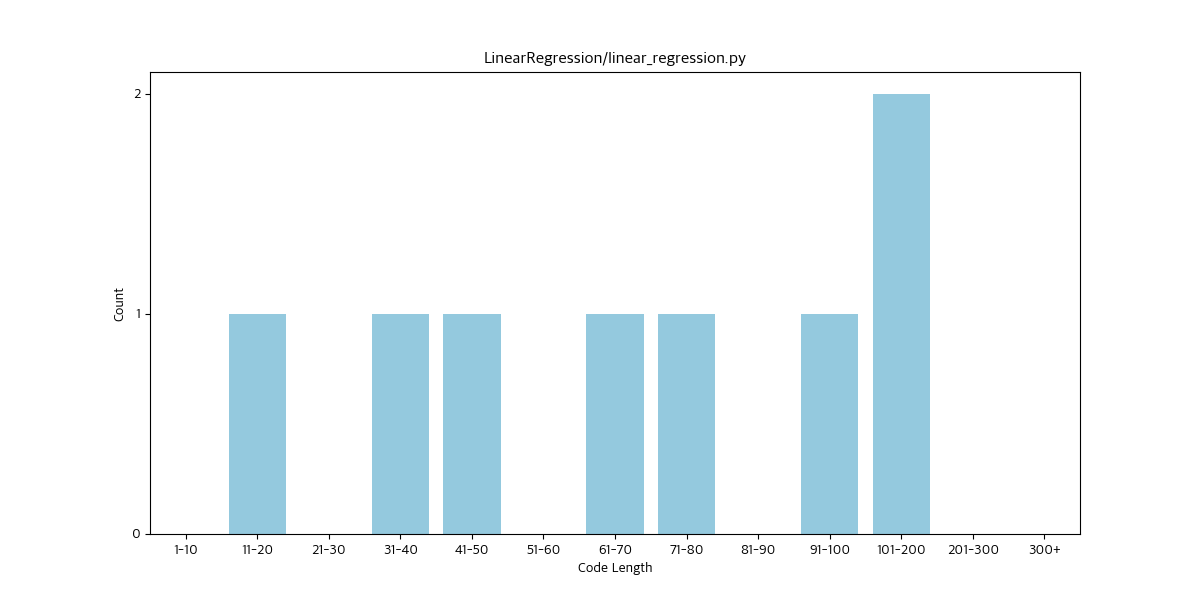 LinearRegression/linear_regression.py
2
1
0
Count
1-10 11-20 21-30 31-40 41-50 51-60 61-70 71-80 81-90 91-100 101-200 201-300 300+
Code Length